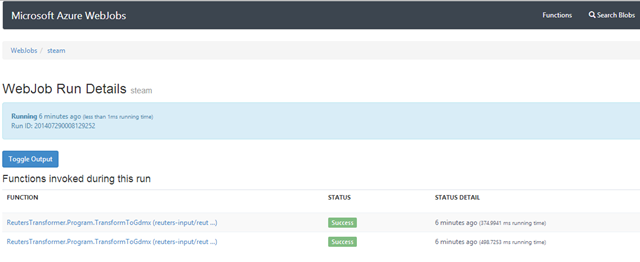 Microsoft Azure WebJobs Functions Search Blobs
WebJobs / steam
WebJob Run Details steam
Running 6 minutes ago (less than 1ms running time)
Run ID: 201407290008129252
Toggle Output
Functions invoked during this run
FUNCTION STATUS STATUS DETAIL
ReutersTransformer.Program.TransformToGdmx (reuters-input/reut ...) Success 6 minutes ago (374.9941 ms running time)
ReutersTransformer.Program.TransformToGdmx (reuters-input/reut ...) Success 6 minutes ago (498.7253 ms running time)